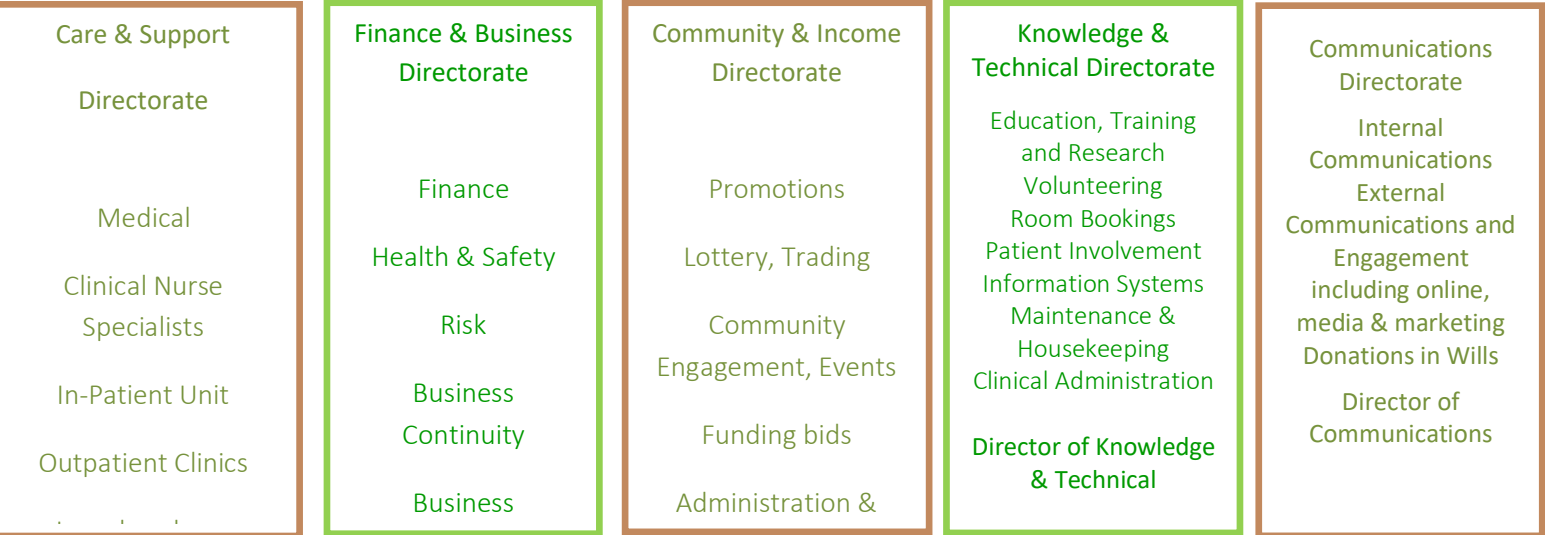 Care & Support
Directorate
Medical
Clinical Nurse
Specialists
In-Patient Unit
Outpatient Clinics
Finance & Business
Directorate
Finance
Health & Safety
Risk
Business
Continuity
Business
Community & Income
Directorate
Promotions
Lottery, Trading
Community
Engagement, Events
Funding bids
Administration &
Knowledge &
Technical Directorate
Education, Training
and Research
Volunteering
Room Bookings
Patient Involvement
Information Systems
Maintenance &
Housekeeping
Clinical Administration
Director of Knowledge
& Technical
Communications
Directorate
Internal
Communications
External
Communications and
Engagement
including online,
media & marketing
Donations in Wills
Director of
Communications